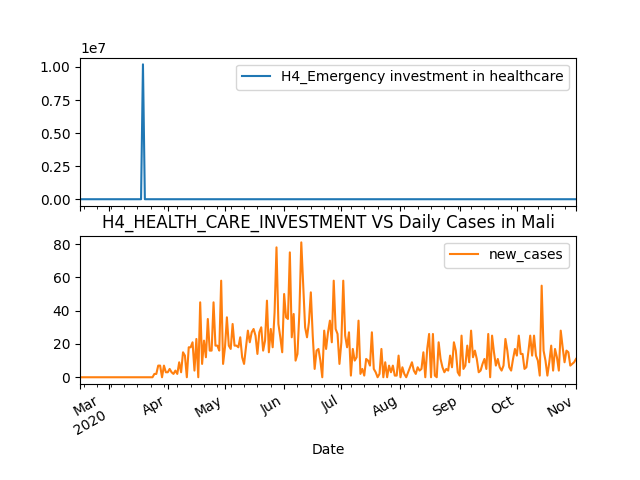 1e7
H4_Emergency investment in healthcare
1.00
0.75
0.50
0.25
0.00
H4_HEALTH_CARE_INVESTMENT VS Daily Cases in Mali
new_cases
80
60
40
20
0
Mar Apr May Jun Jul Aug Sep Oct Nov
2020
Date